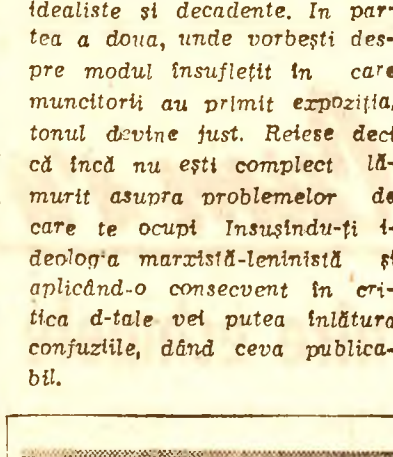 idealiste și decadente. In par-
tea a doua, unde vorbești des-
pre modul însuflețit în care
muncitorii au primit expoziția,
tonul devine just. Reiese deci
că încă nu ești complect lă-
murit asupra problemelor de
care te ocupi Insușindu-ți i-
deologia marxistă-leninistă și
aplicând-o consecvent în cri-
tica d-tale vei putea înlătura
confuziile, dând ceva publica-
bil.